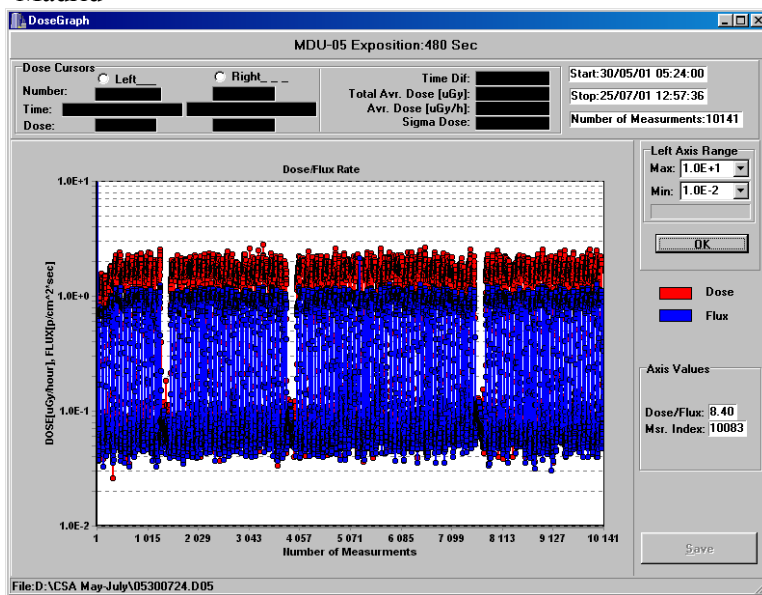 Madrid
DoseGraph
MDU-05 Exposition:480 Sec
Dose Cursors
Left___ Right_ _ _
Number:
Time:
Dose:
Time Dif:
Total Avr. Dose [uGy]:
Avr. Dose [uGy/h]:
Sigma Dose:
Start:30/05/01 05:24:00
Stop:25/07/01 12:57:36
Number of Measurments:10141
Dose/Flux Rate
1.0E+1
1.0E+0
1.0E-1
1.0E-2
DOSE[uGy/hour], FLUX[p/cm^2*sec]
1 1 015 2 029 3 043 4 057 5 071 6 085 7 099 8 113 9 127 10 141
Number of Measurments
Left Axis Range
Max: 1.0E+1
Min: 1.0E-2
OK
Dose
Flux
Axis Values
Dose/Flux: 8.40
Msr. Index: 10083
Save
File:D:\CSA May-July\05300724.D05